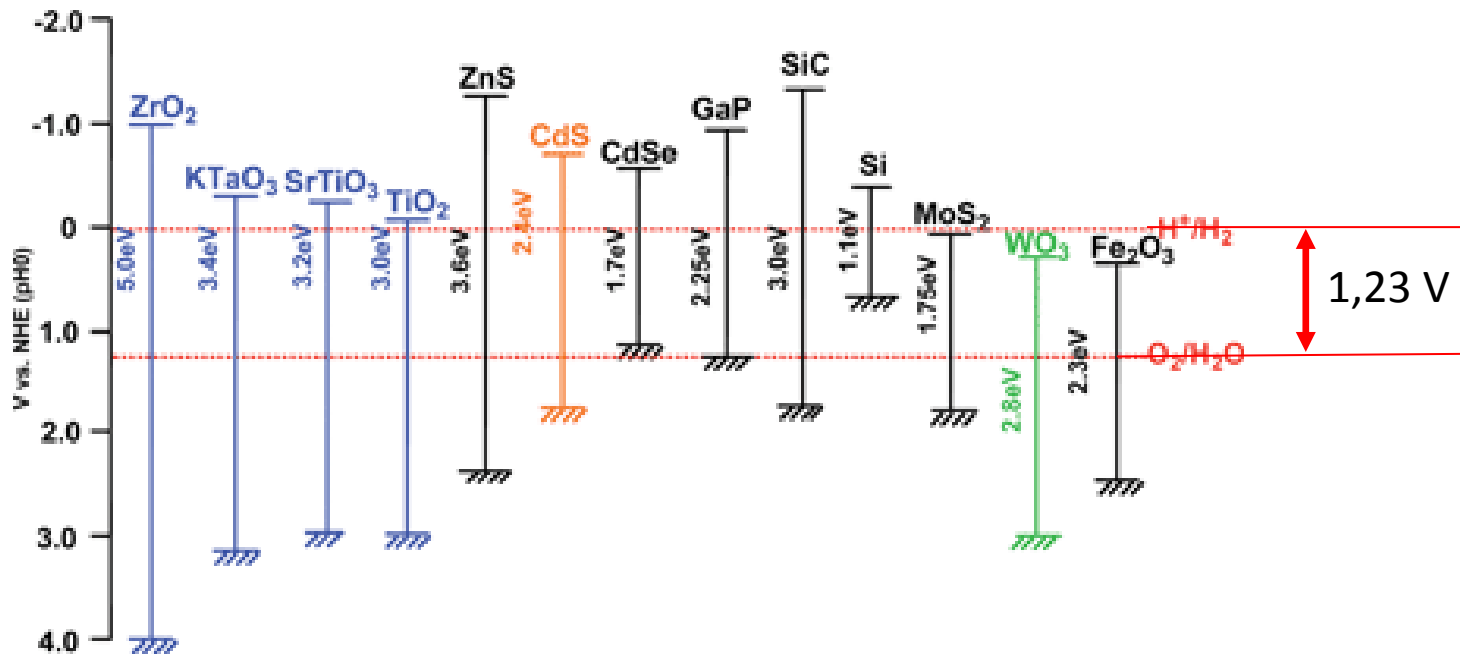 V vs. NHE (pH0)
-2.0
-1.0
0
1.0
2.0
3.0
4.0
ZrO₂
5.0eV
KTaO₃
3.4eV
SrTiO₃
3.2eV
TiO₂
3.0eV
ZnS
3.6eV
CdS
2.4eV
CdSe
1.7eV
GaP
2.25eV
SiC
3.0eV
Si
1.1eV
MoS₂
1.75eV
WO₃
2.8eV
Fe₂O₃
2.3eV
H⁺/H₂
O₂/H₂O
1,23 V